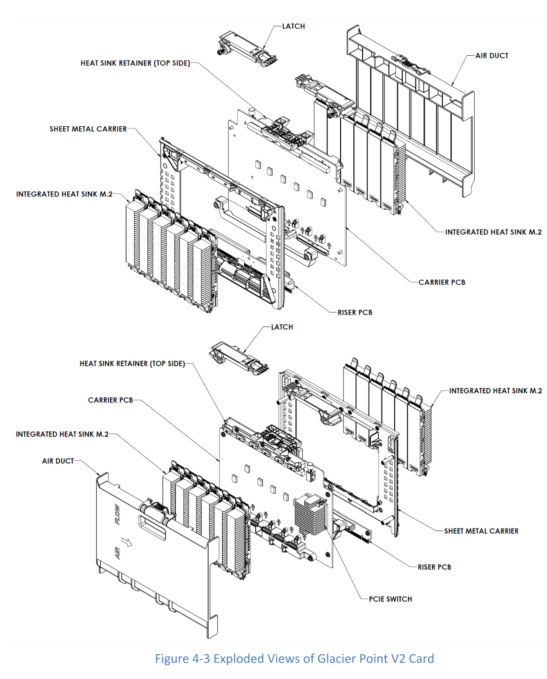 LATCH
AIR DUCT
HEAT SINK RETAINER (TOP SIDE)
SHEET METAL CARRIER
INTEGRATED HEAT SINK M.2
INTEGRATED HEAT SINK M.2
CARRIER PCB
RISER PCB
LATCH
HEAT SINK RETAINER (TOP SIDE)
INTEGRATED HEAT SINK M.2
CARRIER PCB
INTEGRATED HEAT SINK M.2
AIR DUCT
AIR FLOW
SHEET METAL CARRIER
RISER PCB
PCIE SWITCH
Figure 4-3 Exploded Views of Glacier Point V2 Card